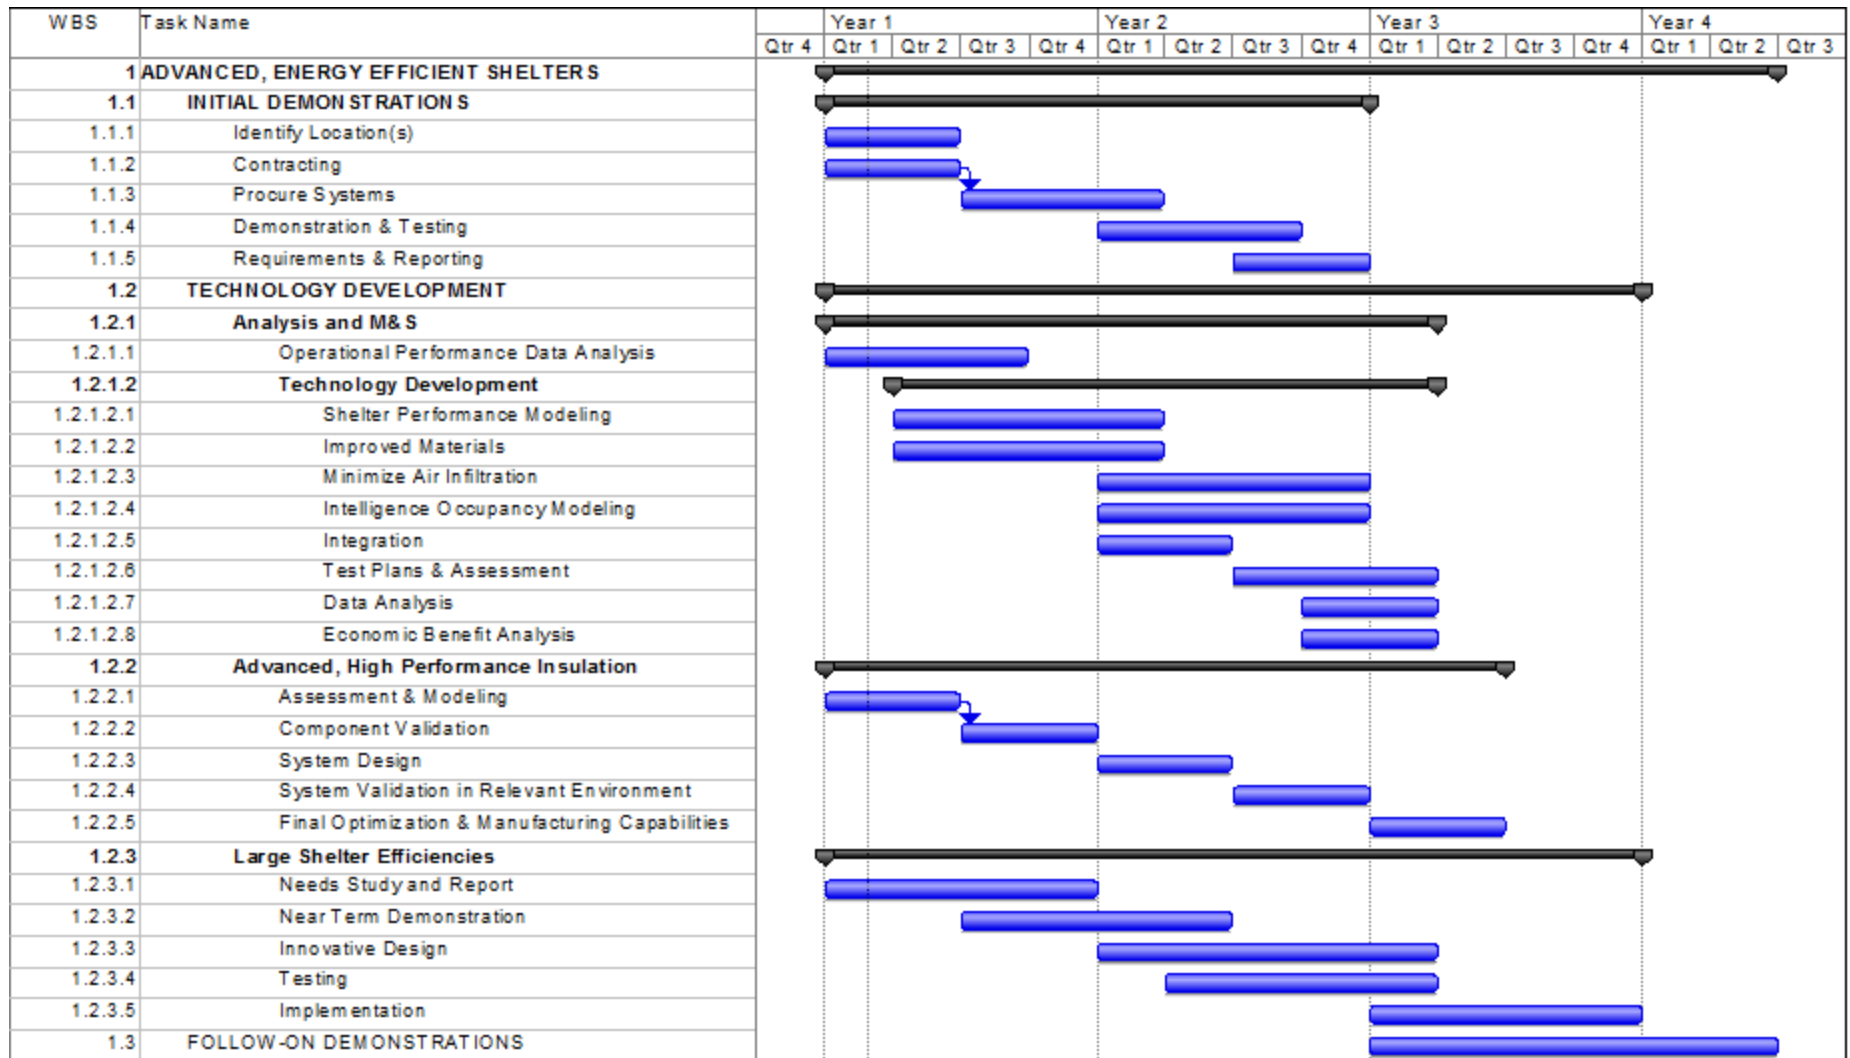 WBS Task Name Year 1 Year 2 Year 3 Year 4
Qtr 4 Qtr 1 Qtr 2 Qtr 3 Qtr 4 Qtr 1 Qtr 2 Qtr 3 Qtr 4 Qtr 1 Qtr 2 Qtr 3 Qtr 4 Qtr 1 Qtr 2 Qtr 3
1 ADVANCED, ENERGY EFFICIENT SHELTERS
1.1 INITIAL DEMONSTRATIONS
1.1.1 Identify Location(s)
1.1.2 Contracting
1.1.3 Procure Systems
1.1.4 Demonstration & Testing
1.1.5 Requirements & Reporting
1.2 TECHNOLOGY DEVELOPMENT
1.2.1 Analysis and M&S
1.2.1.1 Operational Performance Data Analysis
1.2.1.2 Technology Development
1.2.1.2.1 Shelter Performance Modeling
1.2.1.2.2 Improved Materials
1.2.1.2.3 Minimize Air Infiltration
1.2.1.2.4 Intelligence Occupancy Modeling
1.2.1.2.5 Integration
1.2.1.2.6 Test Plans & Assessment
1.2.1.2.7 Data Analysis
1.2.1.2.8 Economic Benefit Analysis
1.2.2 Advanced, High Performance Insulation
1.2.2.1 Assessment & Modeling
1.2.2.2 Component Validation
1.2.2.3 System Design
1.2.2.4 System Validation in Relevant Environment
1.2.2.5 Final Optimization & Manufacturing Capabilities
1.2.3 Large Shelter Efficiencies
1.2.3.1 Needs Study and Report
1.2.3.2 Near Term Demonstration
1.2.3.3 Innovative Design
1.2.3.4 Testing
1.2.3.5 Implementation
1.3 FOLLOW-ON DEMONSTRATIONS